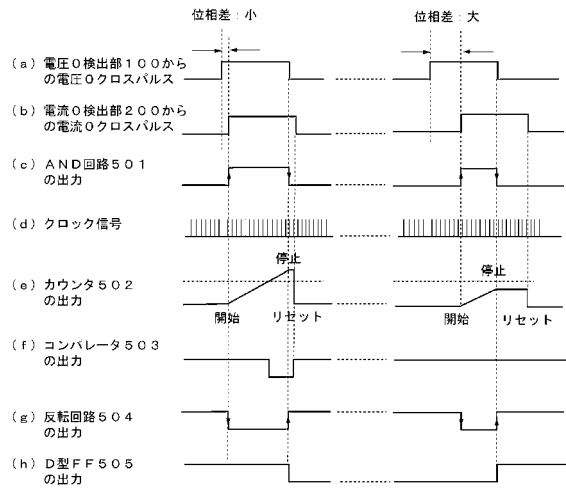 位相差：小
位相差：大
（ａ）電圧０検出部１００から
の電圧０クロスパルス
（ｂ）電流０検出部２００から
の電流０クロスパルス
（ｃ）ＡＮＤ回路５０１
の出力
（ｄ）クロック信号
停止
停止
（ｅ）カウンタ５０２
の出力
開始
リセット
開始
リセット
（ｆ）コンパレータ５０３
の出力
（ｇ）反転回路５０４
の出力
（ｈ）Ｄ型ＦＦ５０５
の出力